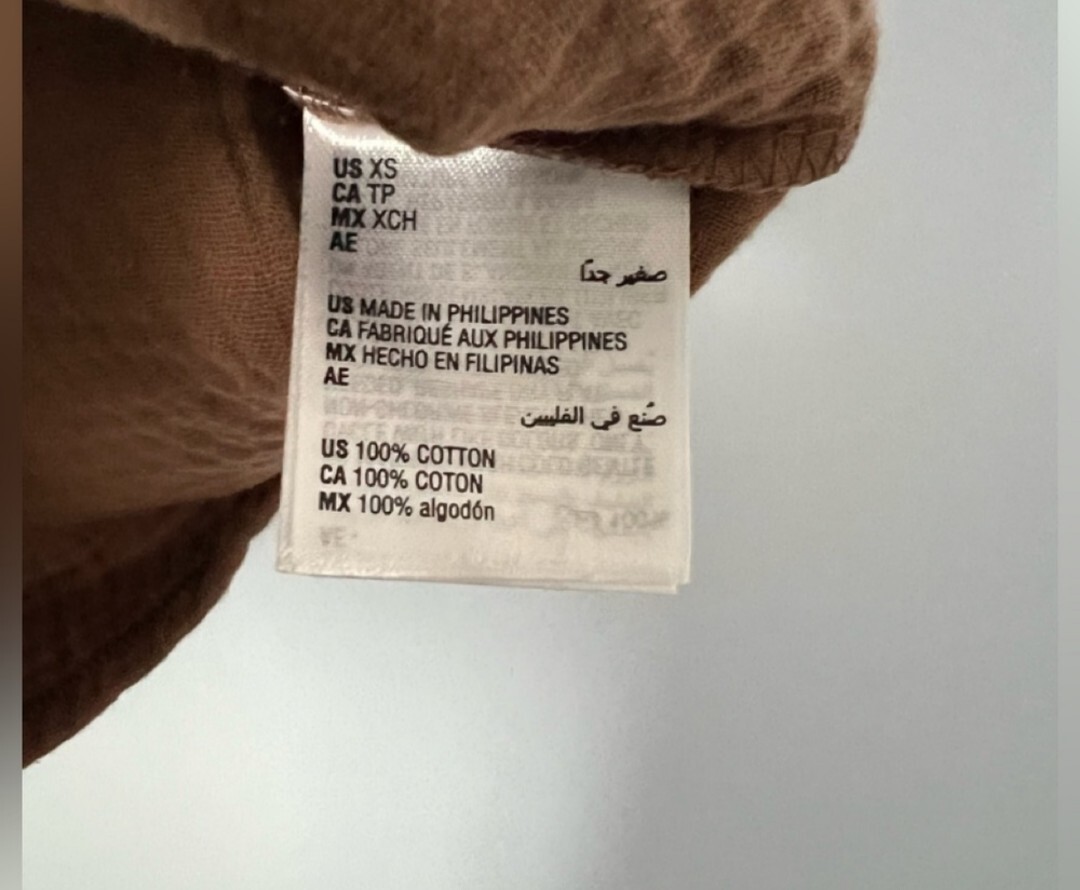 US XS
CA TP
MX XCH
AE
صغير جدًا
US MADE IN PHILIPPINES
CA FABRIQUÉ AUX PHILIPPINES
MX HECHO EN FILIPINAS
AE
صُنع في الفلبين
US 100% COTTON
CA 100% COTON
MX 100% algodón